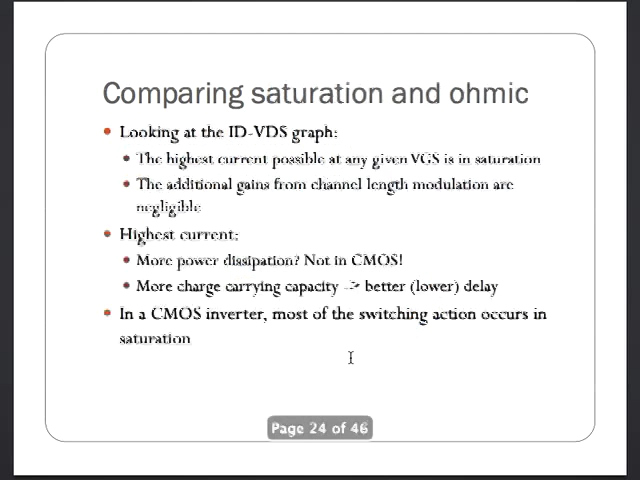 Comparing saturation and ohmic
Looking at the ID-VDS graph:
The highest current possible at any given VGS is in saturation
The additional gains from channel length modulation are
negligible
Highest current:
More power dissipation? Not in CMOS!
More charge carrying capacity -> better (lower) delay
In a CMOS inverter, most of the switching action occurs in
saturation
Page 24 of 46